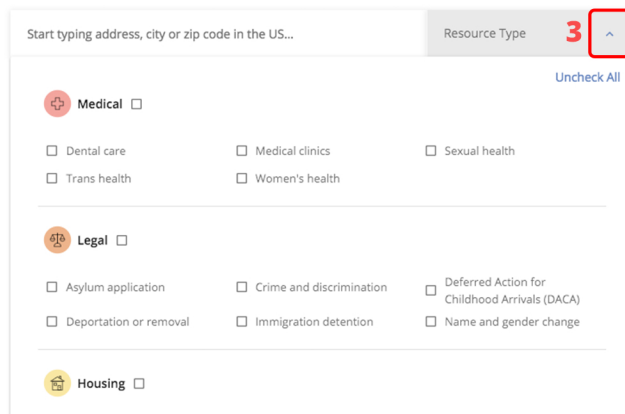 Start typing address, city or zip code in the US...
Resource Type
3
Uncheck All
Medical
Dental care
Medical clinics
Sexual health
Trans health
Women's health
Legal
Asylum application
Crime and discrimination
Deferred Action for
Childhood Arrivals (DACA)
Deportation or removal
Immigration detention
Name and gender change
Housing